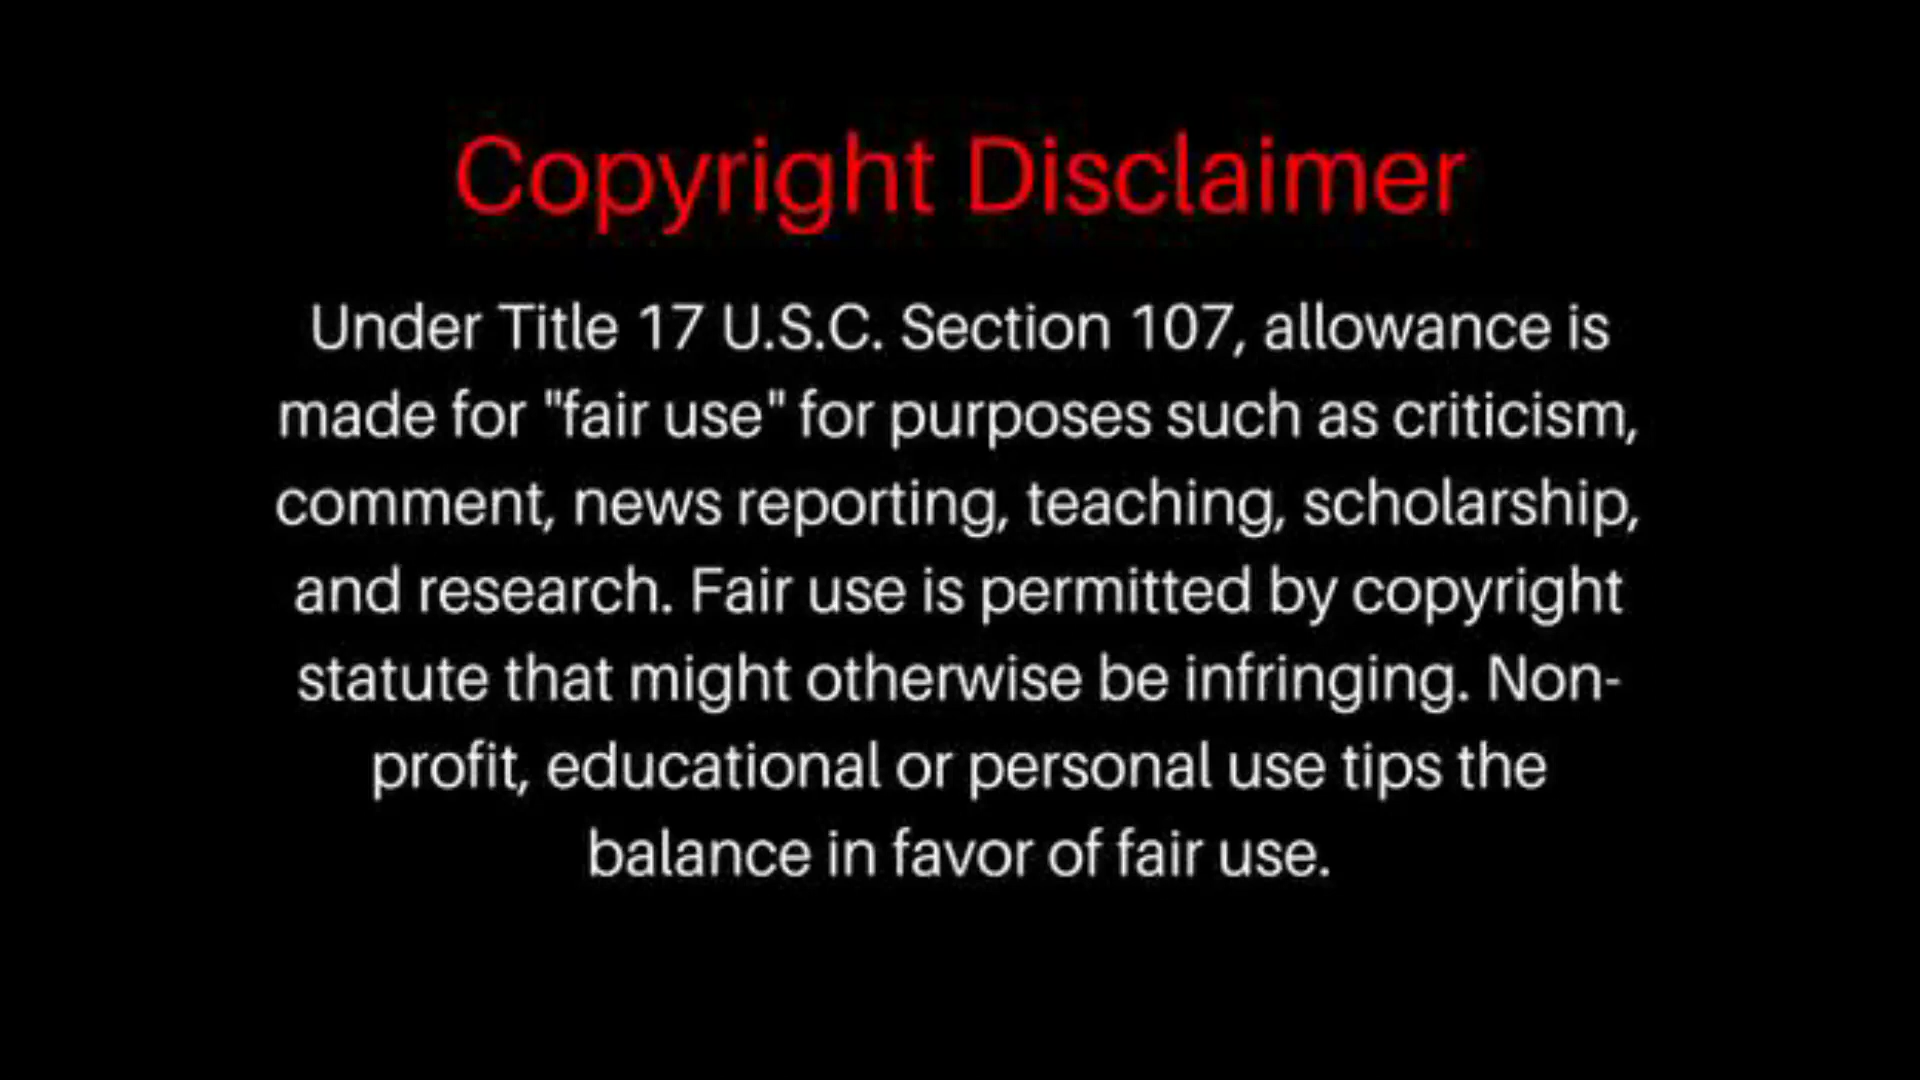 Copyright Disclaimer
Under Title 17 U.S.C. Section 107, allowance is
made for "fair use" for purposes such as criticism,
comment, news reporting, teaching, scholarship,
and research. Fair use is permitted by copyright
statute that might otherwise be infringing. Non-
profit, educational or personal use tips the
balance in favor of fair use.